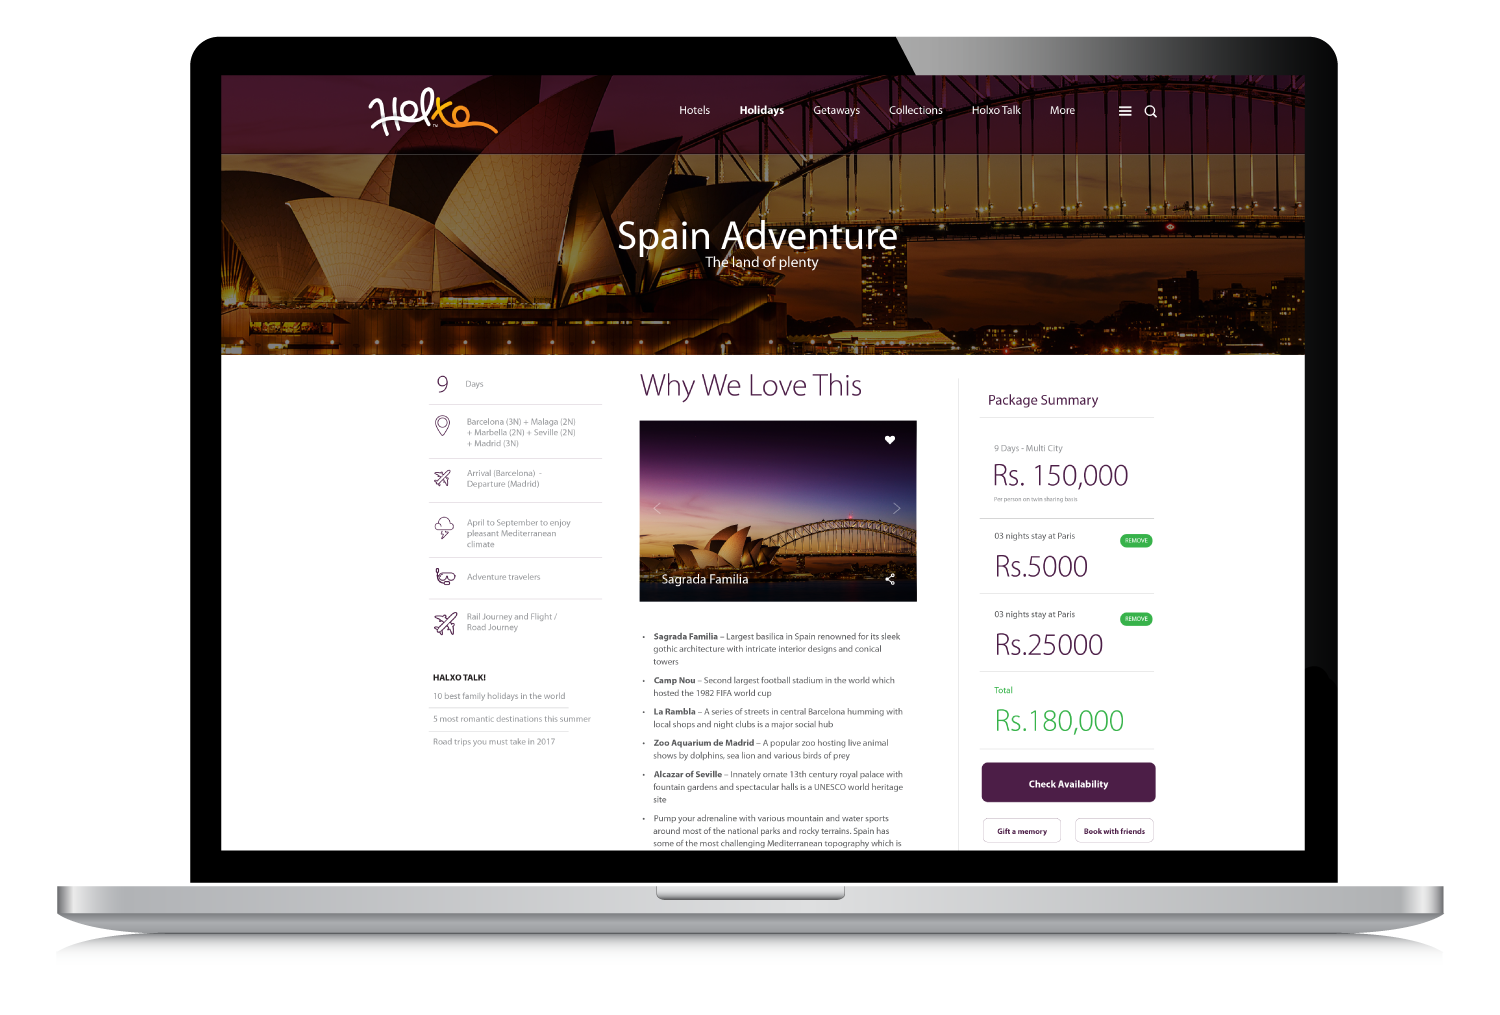 Holxo
TM
Hotels Holidays Getaways Collections Holxo Talk More
Spain Adventure
The land of plenty
9 Days
Barcelona (3N) + Malaga (2N)
+ Marbella (2N) + Seville (2N)
+ Madrid (3N)
Arrival (Barcelona) -
Departure (Madrid)
April to September to enjoy
pleasant Mediterranean
climate
Adventure travelers
Rail Journey and Flight /
Road Journey
HALXO TALK!
10 best family holidays in the world
5 most romantic destinations this summer
Road trips you must take in 2017
Why We Love This
Sagrada Familia
• Sagrada Familia – Largest basilica in Spain renowned for its sleek
gothic architecture with intricate interior designs and conical
towers
• Camp Nou – Second largest football stadium in the world which
hosted the 1982 FIFA world cup
• La Rambla – A series of streets in central Barcelona humming with
local shops and night clubs is a major social hub
• Zoo Aquarium de Madrid – A popular zoo hosting live animal
shows by dolphins, sea lion and various birds of prey
• Alcazar of Seville – Innately ornate 13th century royal palace with
fountain gardens and spectacular halls is a UNESCO world heritage
site
• Pump your adrenaline with various mountain and water sports
around most of the national parks and rocky terrains. Spain has
some of the most challenging Mediterranean topography which is
Package Summary
9 Days - Multi City
Rs. 150,000
Per person on twin sharing basis
03 nights stay at Paris
REMOVE
Rs.5000
03 nights stay at Paris
REMOVE
Rs.25000
Total
Rs.180,000
Check Availability
Gift a memory
Book with friends